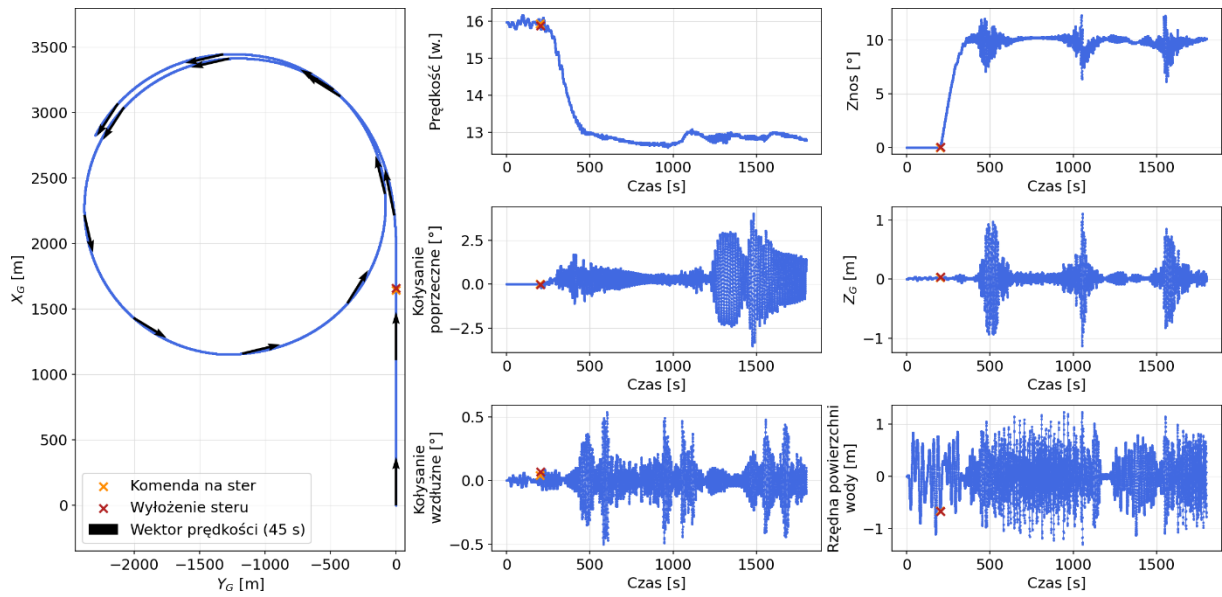 3500
3000
2500
2000
1500
1000
500
0
X_G [m]
−2000
−1500
−1000
−500
0
Y_G [m]
Komenda na ster
Wyłożenie steru
Wektor prędkości (45 s)
16
15
14
13
Prędkość [w.]
0
500
1000
1500
Czas [s]
10
5
0
Znos [°]
0
500
1000
1500
Czas [s]
2.5
0.0
−2.5
Kołysanie
poprzeczne [°]
0
500
1000
1500
Czas [s]
1
0
−1
Z_G [m]
0
500
1000
1500
Czas [s]
0.5
0.0
−0.5
Kołysanie
wzdłużne [°]
0
500
1000
1500
Czas [s]
1
0
−1
Rzędna powierzchni
wody [m]
0
500
1000
1500
Czas [s]